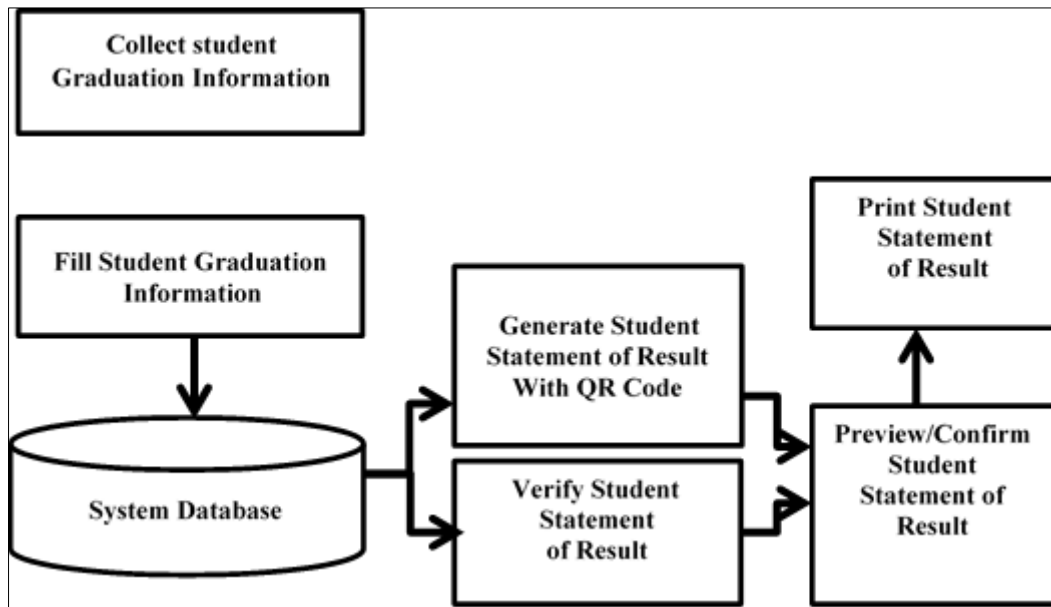 Collect student
Graduation Information
Fill Student Graduation
Information
System Database
Generate Student
Statement of Result
With QR Code
Verify Student
Statement
of Result
Print Student
Statement
of Result
Preview/Confirm
Student
Statement of
Result